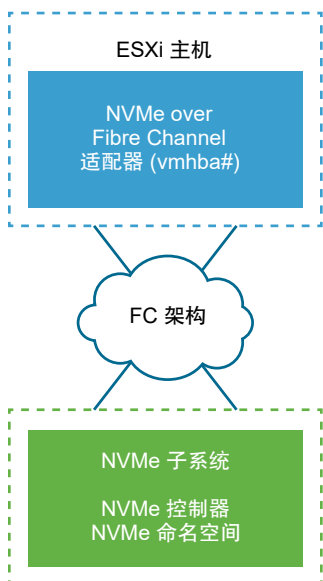 ESXi 主机
NVMe over
Fibre Channel
适配器 (vmhba#)
FC 架构
NVMe 子系统
NVMe 控制器
NVMe 命名空间